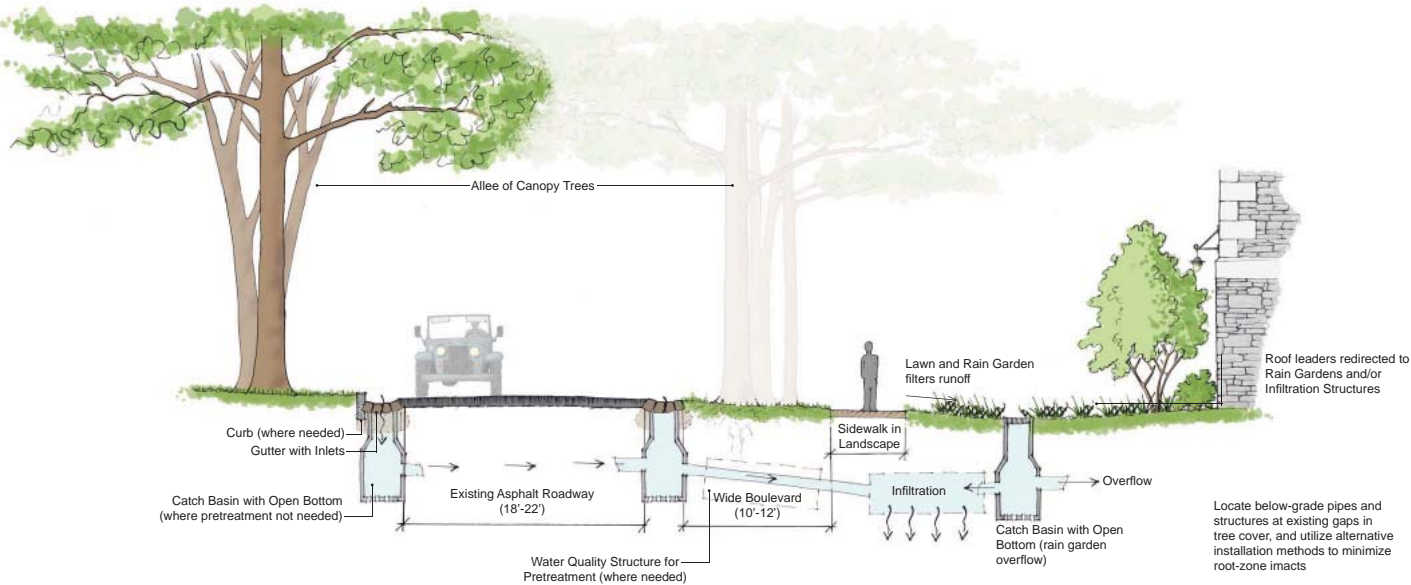 Allee of Canopy Trees
Lawn and Rain Garden
filters runoff
Roof leaders redirected to
Rain Gardens and/or
Infiltration Structures
Curb (where needed)
Gutter with Inlets
Sidewalk in
Landscape
Catch Basin with Open Bottom
(where pretreatment not needed)
Existing Asphalt Roadway
(18'-22')
Wide Boulevard
(10'-12')
Infiltration
Overflow
Water Quality Structure for
Pretreatment (where needed)
Catch Basin with Open
Bottom (rain garden
overflow)
Locate below-grade pipes and
structures at existing gaps in
tree cover, and utilize alternative
installation methods to minimize
root-zone imacts